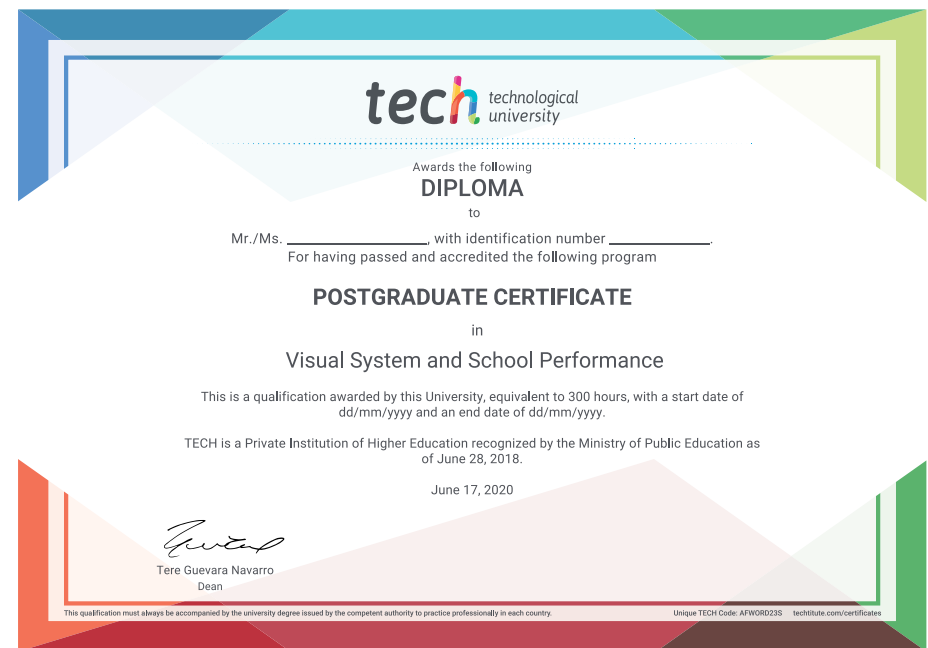 tech technological
university
Awards the following
DIPLOMA
to
Mr./Ms. ________________, with identification number ____________.
For having passed and accredited the following program
POSTGRADUATE CERTIFICATE
in
Visual System and School Performance
This is a qualification awarded by this University, equivalent to 300 hours, with a start date of
dd/mm/yyyy and an end date of dd/mm/yyyy.
TECH is a Private Institution of Higher Education recognized by the Ministry of Public Education as
of June 28, 2018.
June 17, 2020
Tere Guevara Navarro
Dean
This qualification must always be accompanied by the university degree issued by the competent authority to practice professionally in each country. Unique TECH Code: AFWORD23S techtitute.com/certificates